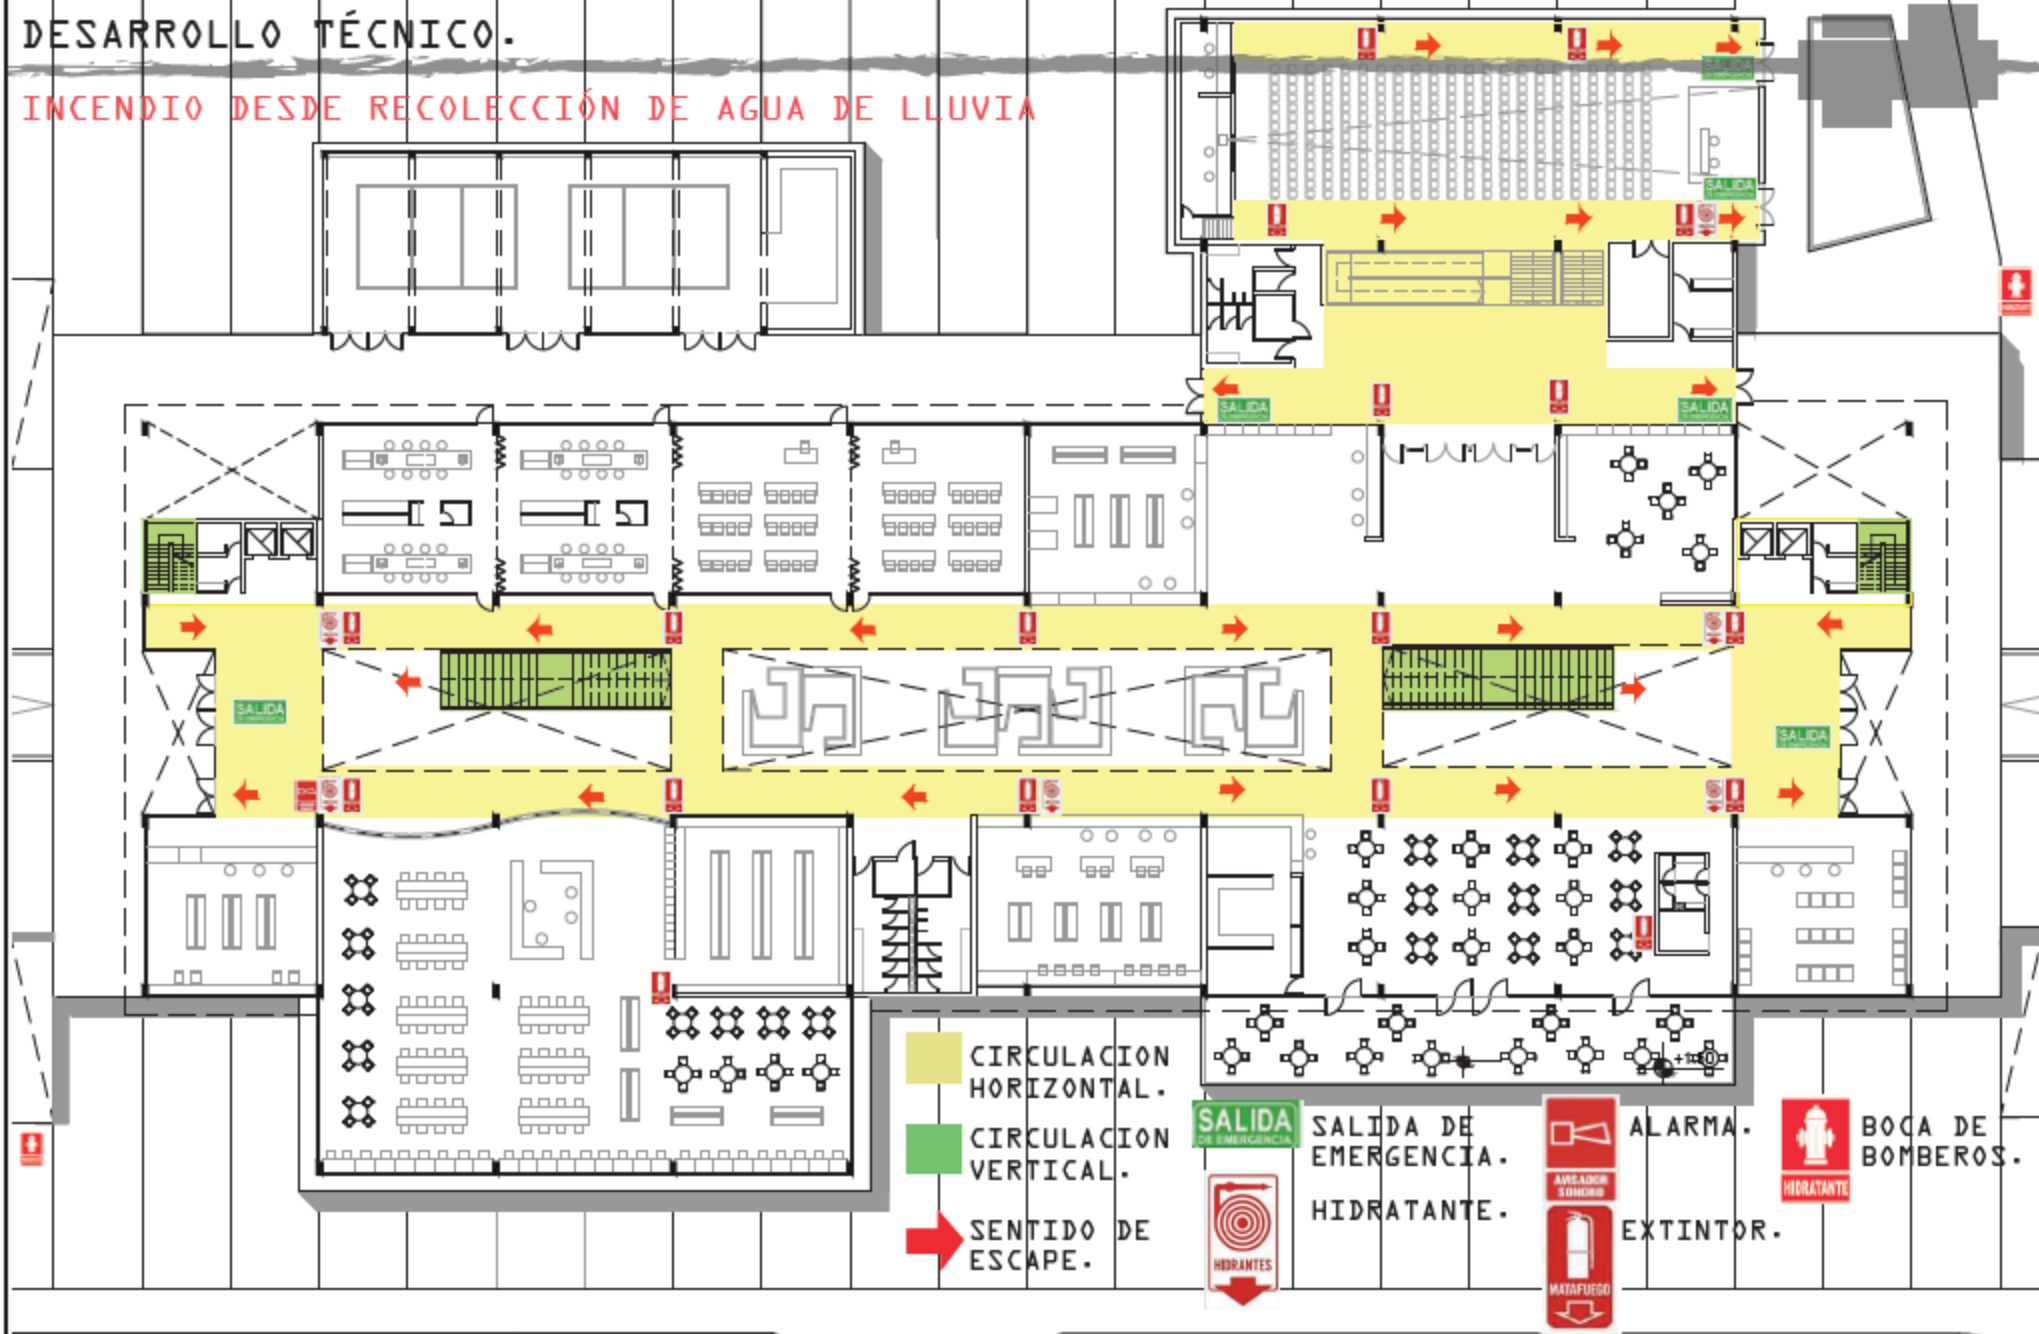 DESARROLLO TÉCNICO.
INCENDIO DESDE RECOLECCIÓN DE AGUA DE LLUVIA
SALIDA
SALIDA
SALIDA
SALIDA
SALIDA
SALIDA
CIRCULACION
HORIZONTAL.
CIRCULACION
VERTICAL.
SENTIDO DE
ESCAPE.
SALIDA
DE EMERGENCIA
SALIDA DE
EMERGENCIA.
HIDRANTES
HIDRATANTE.
AVISADOR
SONORO
ALARMA.
MATAFUEGO
EXTINTOR.
HIDRATANTE
BOCA DE
BOMBEROS.